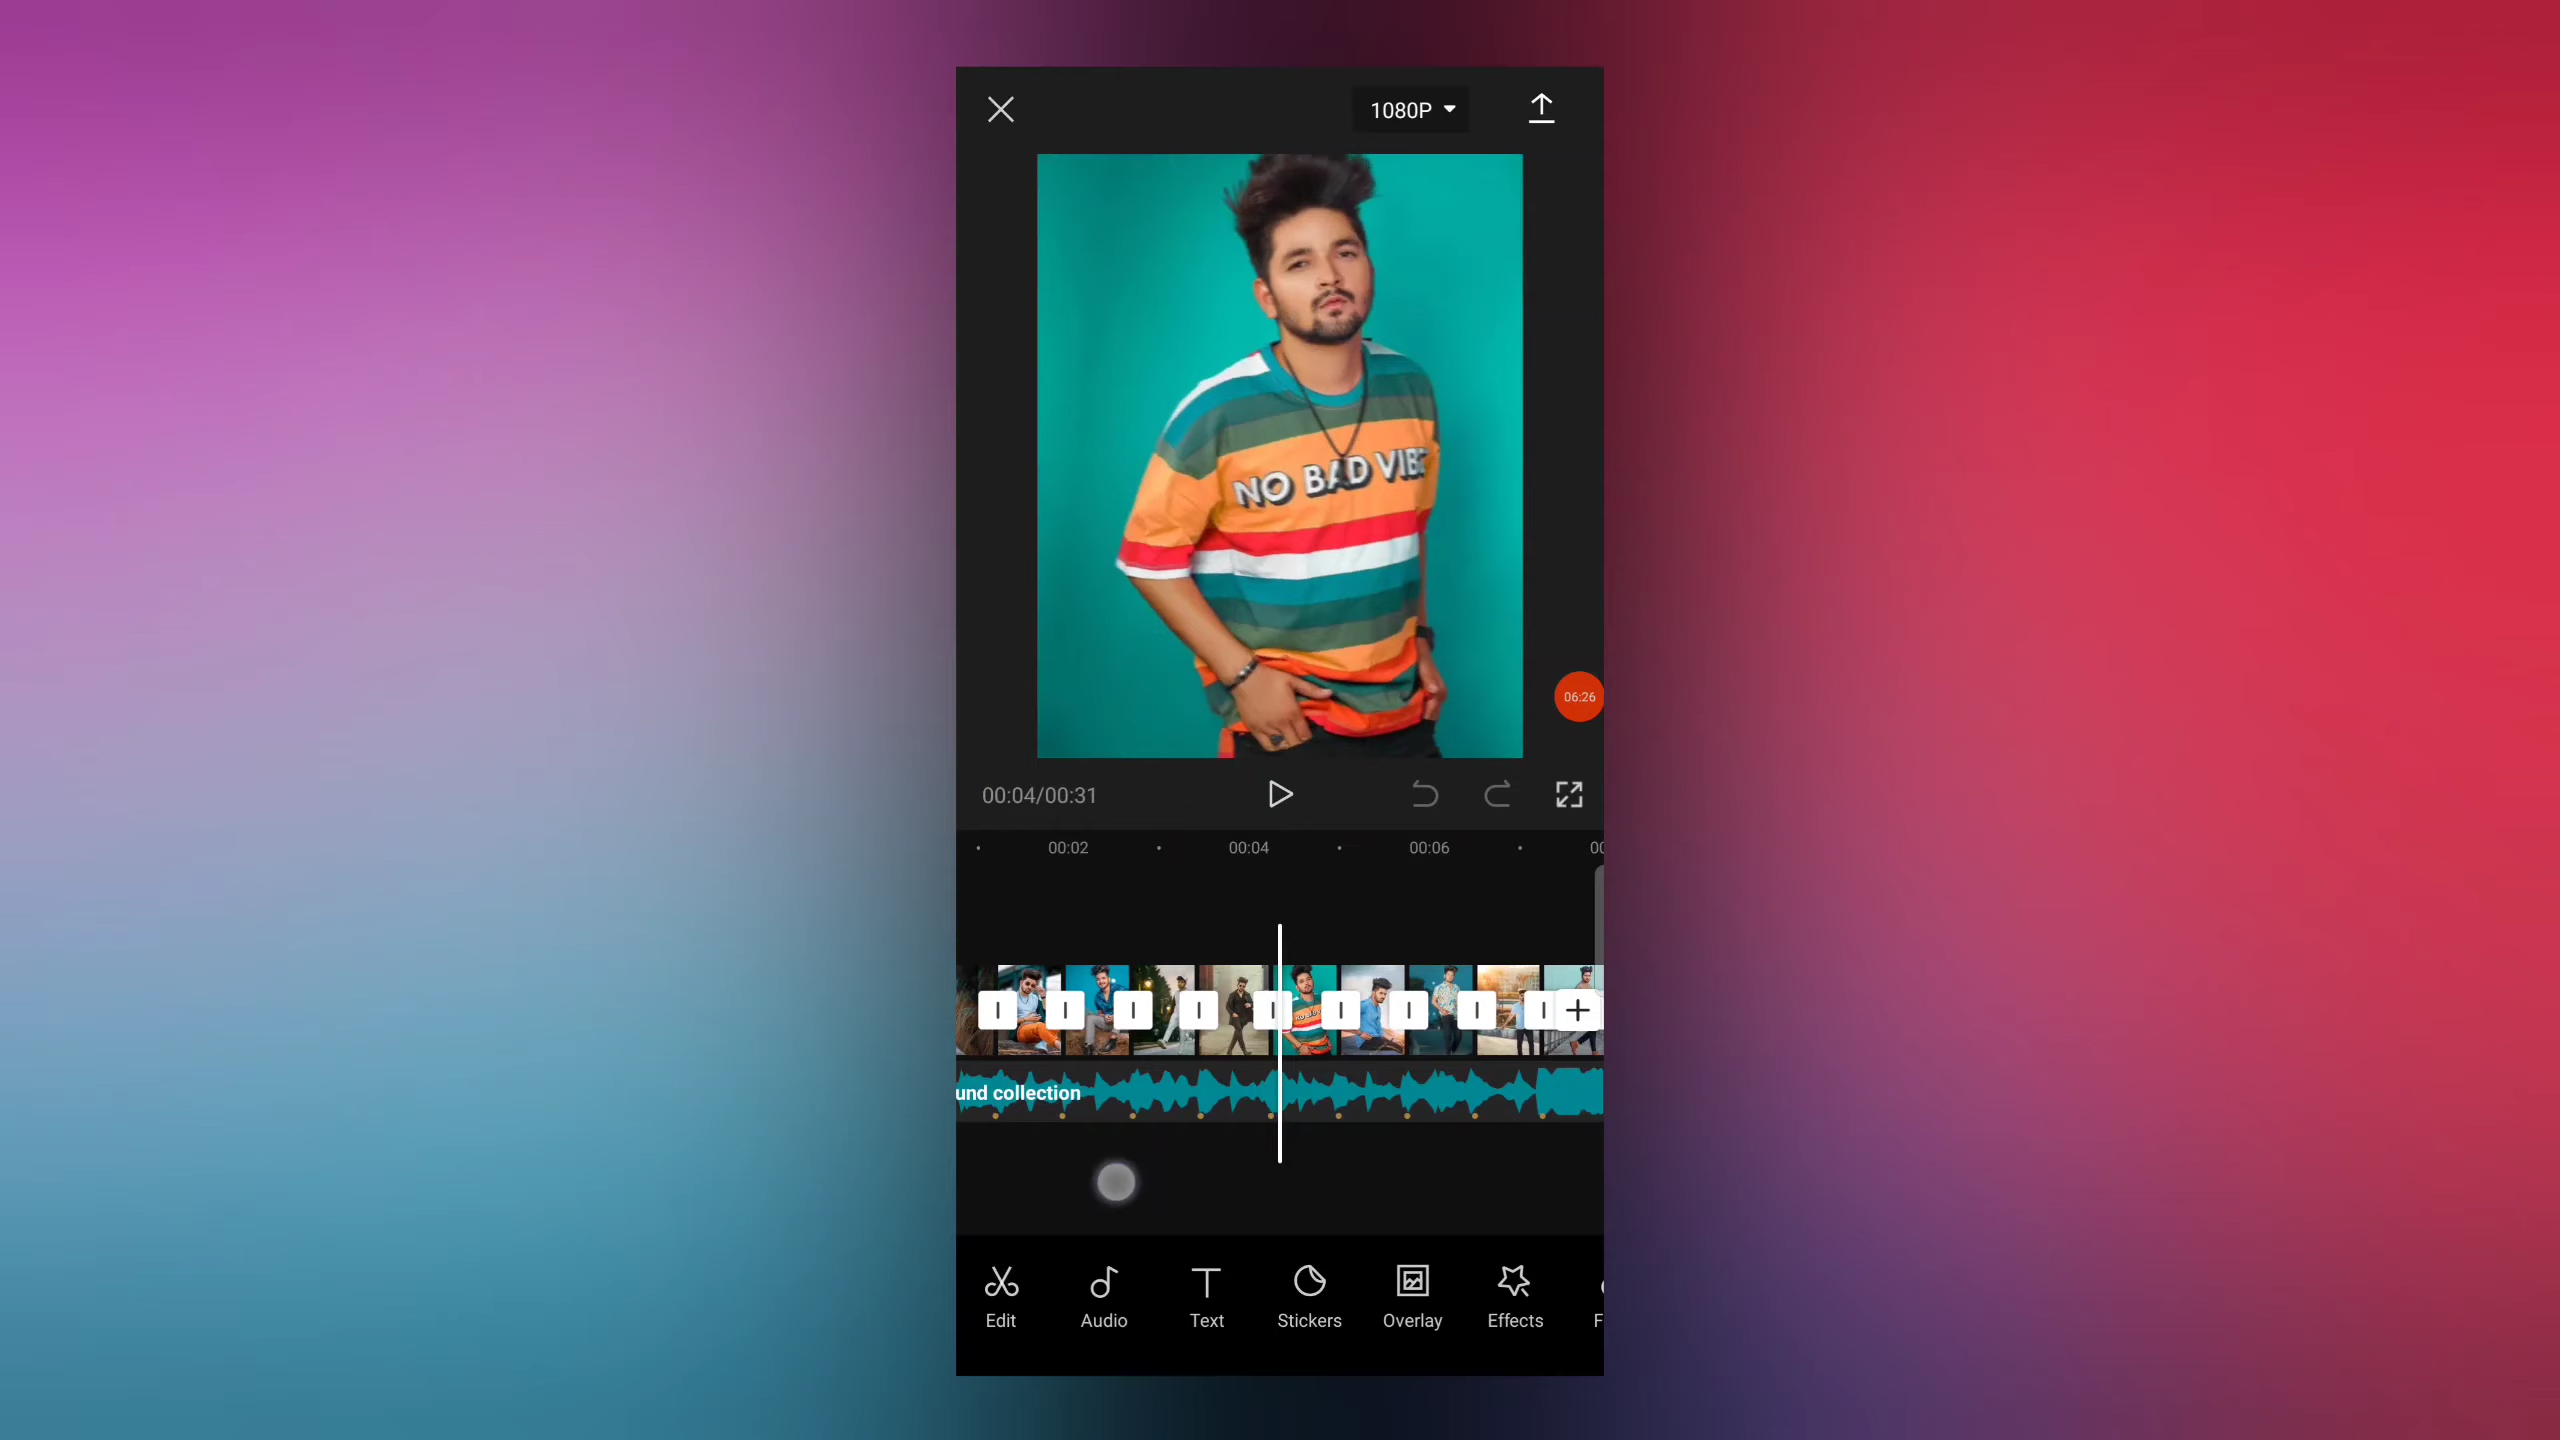 1080P
NO BAD VIBE
06:26
00:04/00:31
00:02 00:04 00:06
und collection
Edit Audio Text Stickers Overlay Effects